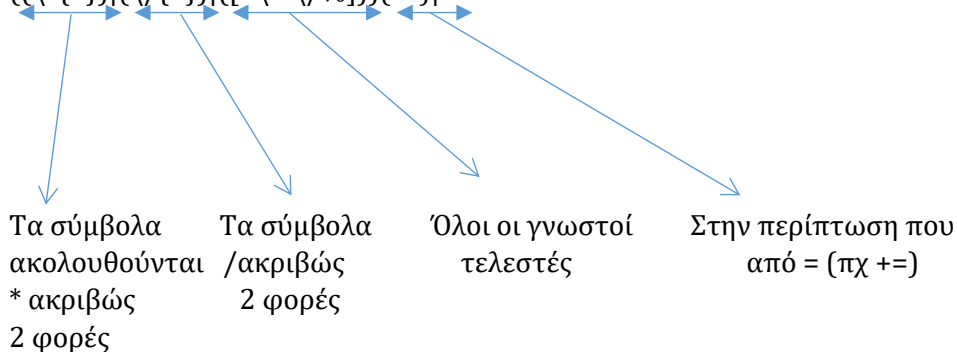 Τα σύμβολα Τα σύμβολα Όλοι οι γνωστοί Στην περίπτωση που
ακολουθούνται /ακριβώς τελεστές από = (πχ +=)
* ακριβώς 2 φορές
2 φορές